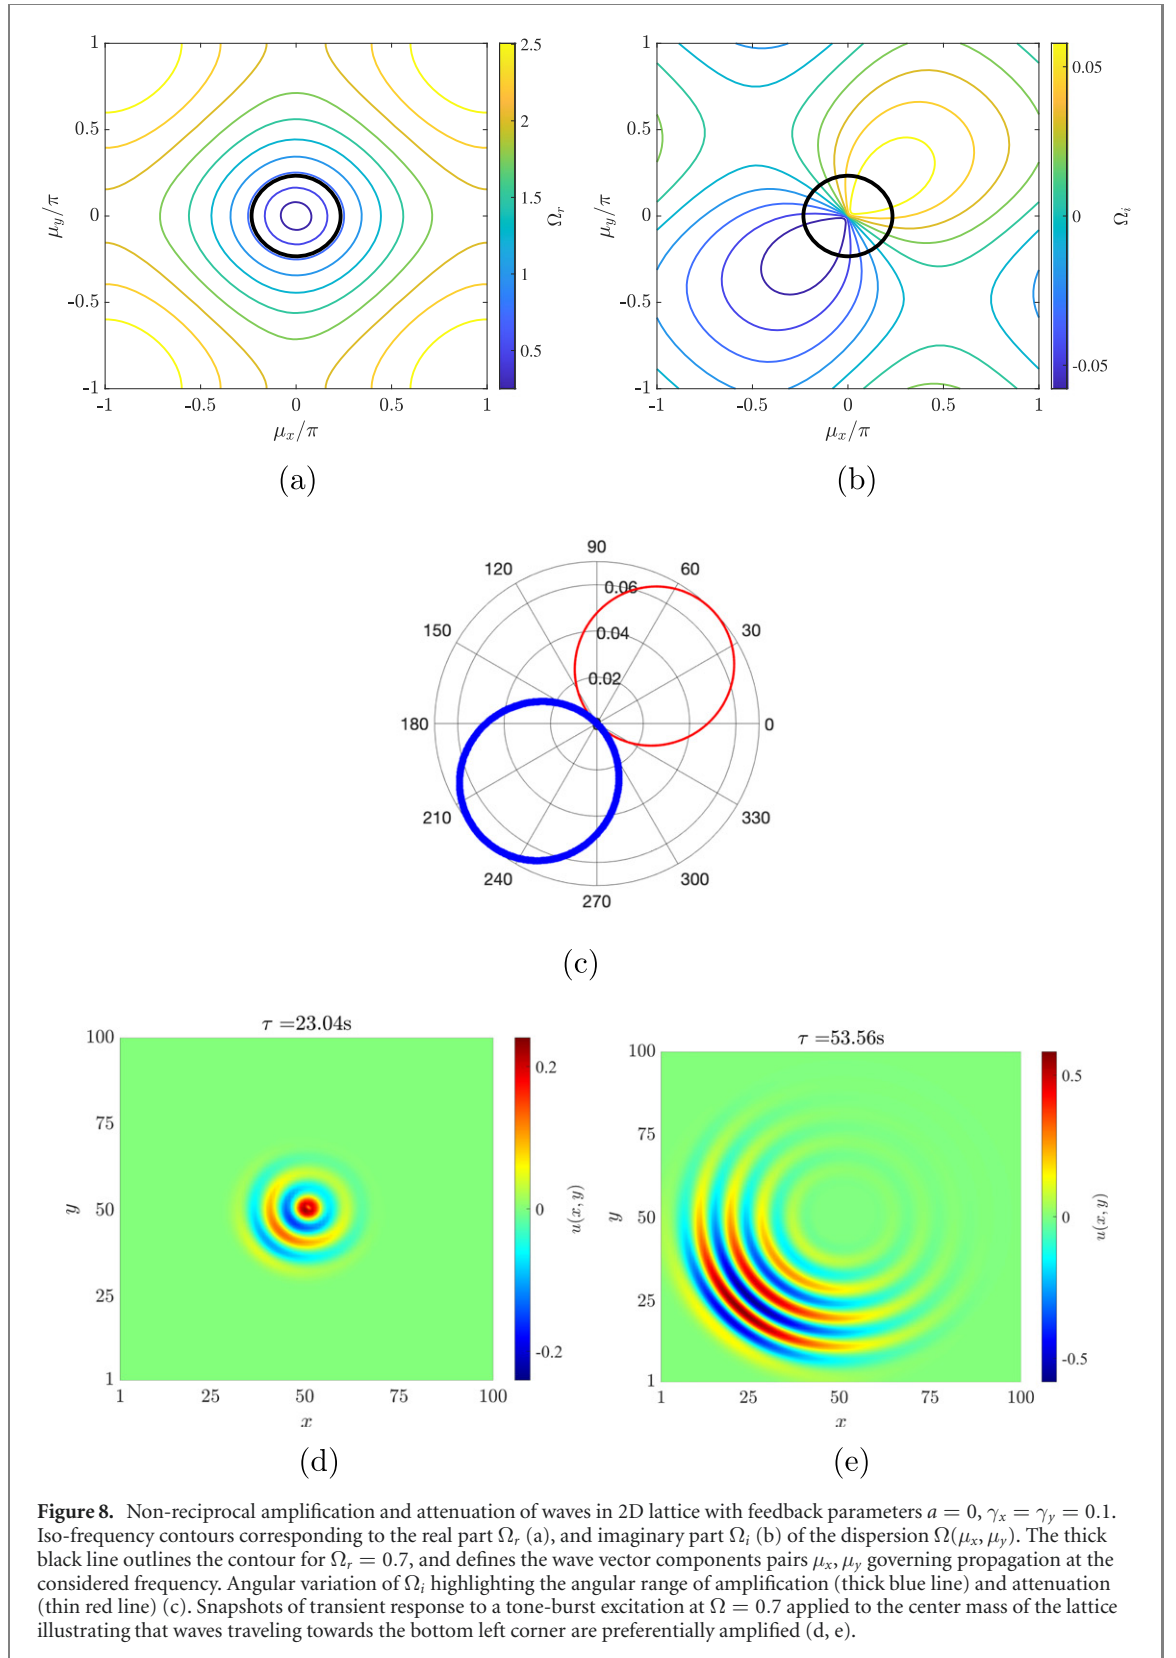 1
0.5
0
-0.5
-1
-1
-0.5
0
0.5
1
μy/π
μx/π
2.5
2
1.5
1
0.5
Ωr
(a)
1
0.5
0
-0.5
-1
-1
-0.5
0
0.5
1
μy/π
μx/π
0.05
0
-0.05
Ωi
(b)
90
120
60
150
30
180
0
210
330
240
300
270
0.06
0.04
0.02
(c)
τ =23.04s
100
75
50
25
1
1
25
50
75
100
y
x
0.2
0
-0.2
u(x, y)
(d)
τ =53.56s
100
75
50
25
1
1
25
50
75
100
y
x
0.5
0
-0.5
u(x, y)
(e)
Figure 8. Non-reciprocal amplification and attenuation of waves in 2D lattice with feedback parameters a = 0, γx = γy = 0.1.
Iso-frequency contours corresponding to the real part Ωr (a), and imaginary part Ωi (b) of the dispersion Ω(μx, μy). The thick
black line outlines the contour for Ωr = 0.7, and defines the wave vector components pairs μx, μy governing propagation at the
considered frequency. Angular variation of Ωi highlighting the angular range of amplification (thick blue line) and attenuation
(thin red line) (c). Snapshots of transient response to a tone-burst excitation at Ω = 0.7 applied to the center mass of the lattice
illustrating that waves traveling towards the bottom left corner are preferentially amplified (d, e).